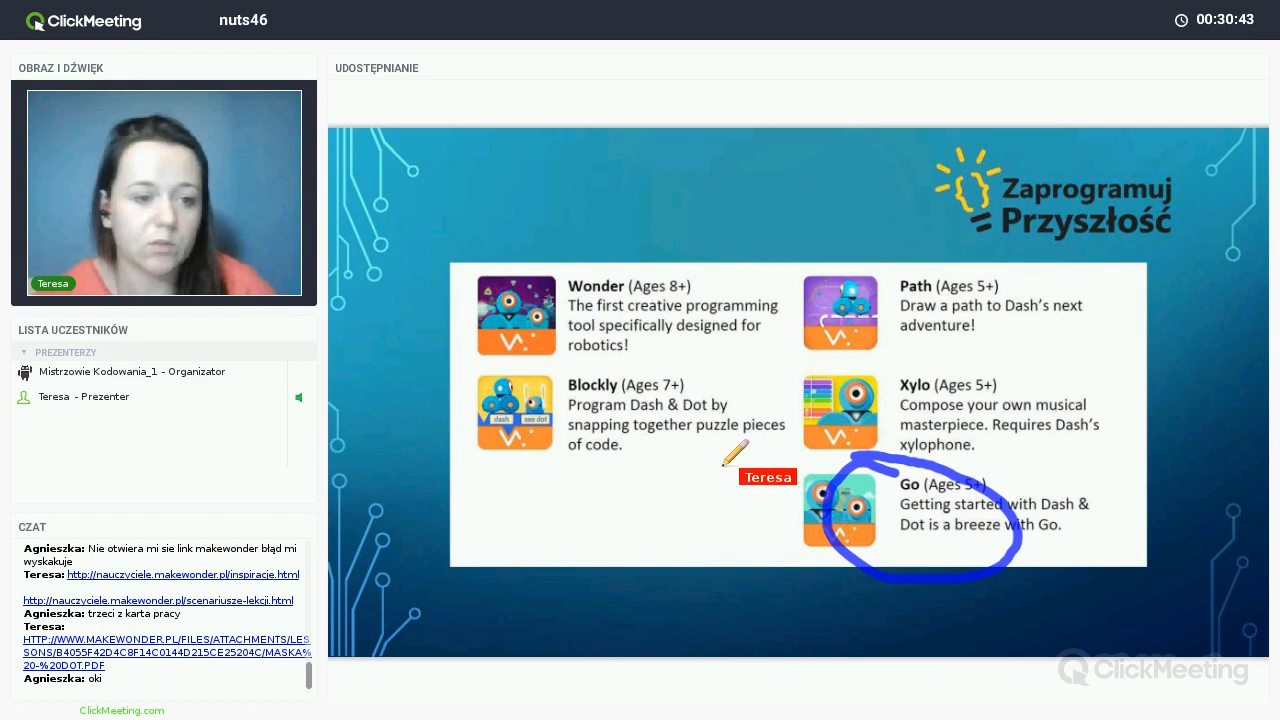 ClickMeeting
nuts46
00:30:43
OBRAZ I DŹWIĘK
Teresa
LISTA UCZESTNIKÓW
PREZENTERZY
Mistrzowie Kodowania_1 - Organizator
Teresa - Prezenter
CZAT
Agnieszka: Nie otwiera mi sie link makewonder błąd mi
wyskakuje
Teresa: http://nauczyciele.makewonder.pl/inspiracje.html
http://nauczyciele.makewonder.pl/scenariusze-lekcji.html
Agnieszka: trzeci z karta pracy
Teresa:
HTTP://WWW.MAKEWONDER.PL/FILES/ATTACHMENTS/LES
SONS/B4055F42D4C8F14C0144D215CE25204C/MASKA%
20-%20DOT.PDF
Agnieszka: oki
ClickMeeting.com
UDOSTĘPNIANIE
Zaprogramuj
Przyszłość
Wonder (Ages 8+)
The first creative programming
tool specifically designed for
robotics!
Blockly (Ages 7+)
Program Dash & Dot by
snapping together puzzle pieces
of code.
dash see dot
Path (Ages 5+)
Draw a path to Dash's next
adventure!
Xylo (Ages 5+)
Compose your own musical
masterpiece. Requires Dash's
xylophone.
Go (Ages 5+)
Getting started with Dash &
Dot is a breeze with Go.
Teresa
ClickMeeting